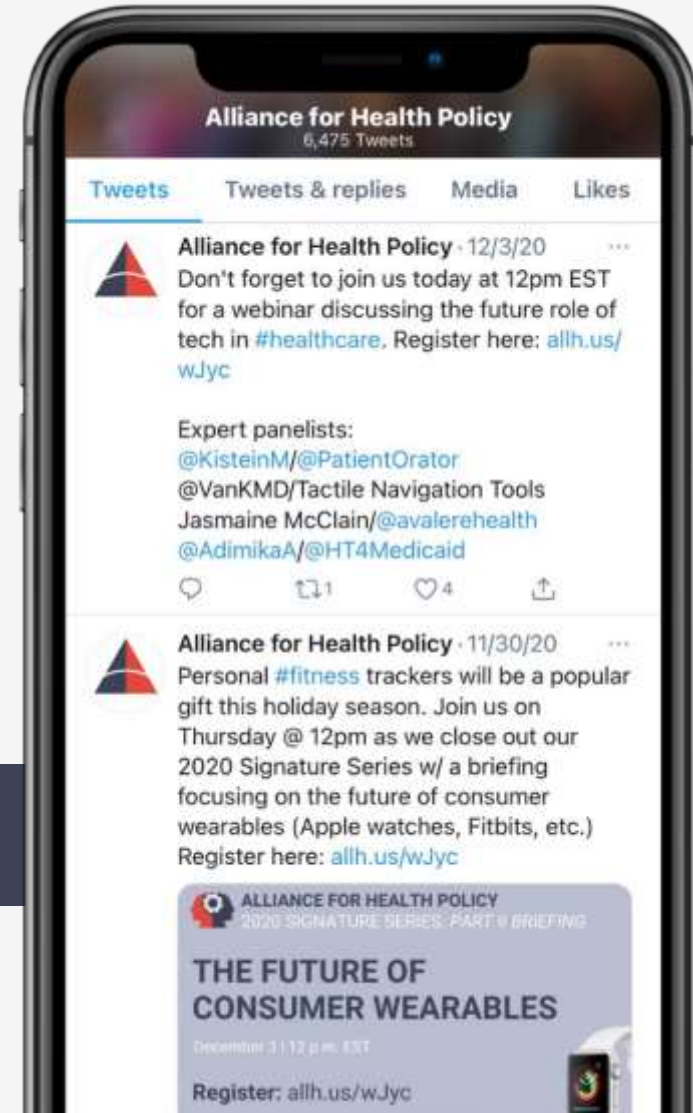 Alliance for Health Policy
6,475 Tweets
Tweets Tweets & replies Media Likes
Alliance for Health Policy · 12/3/20
Don't forget to join us today at 12pm EST
for a webinar discussing the future role of
tech in #healthcare. Register here: allh.us/
wJyc
Expert panelists:
@KisteinM/@PatientOrator
@VanKMD/Tactile Navigation Tools
Jasmaine McClain/@avalerehealth
@AdimikaA/@HT4Medicaid
1 4
Alliance for Health Policy · 11/30/20
Personal #fitness trackers will be a popular
gift this holiday season. Join us on
Thursday @ 12pm as we close out our
2020 Signature Series w/ a briefing
focusing on the future of consumer
wearables (Apple watches, Fitbits, etc.)
Register here: allh.us/wJyc
ALLIANCE FOR HEALTH POLICY
2020 SIGNATURE SERIES: PART II BRIEFING
THE FUTURE OF
CONSUMER WEARABLES
December 3 | 12 p.m. EST
Register: allh.us/wJyc